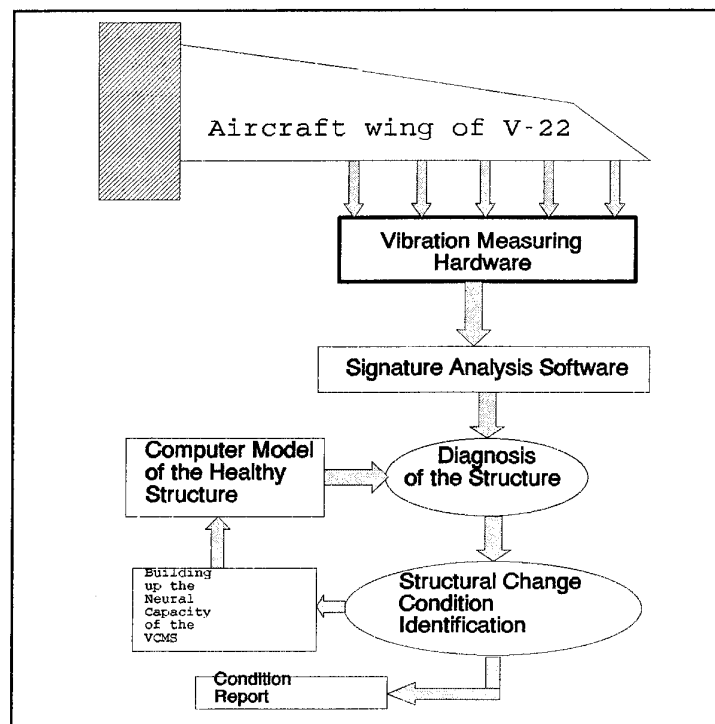 Aircraft wing of V-22
Vibration Measuring
Hardware
Signature Analysis Software
Computer Model
of the Healthy
Structure
Diagnosis
of the Structure
Building
up the
Neural
Capacity
of the
VCMS
Structural Change
Condition
Identification
Condition
Report